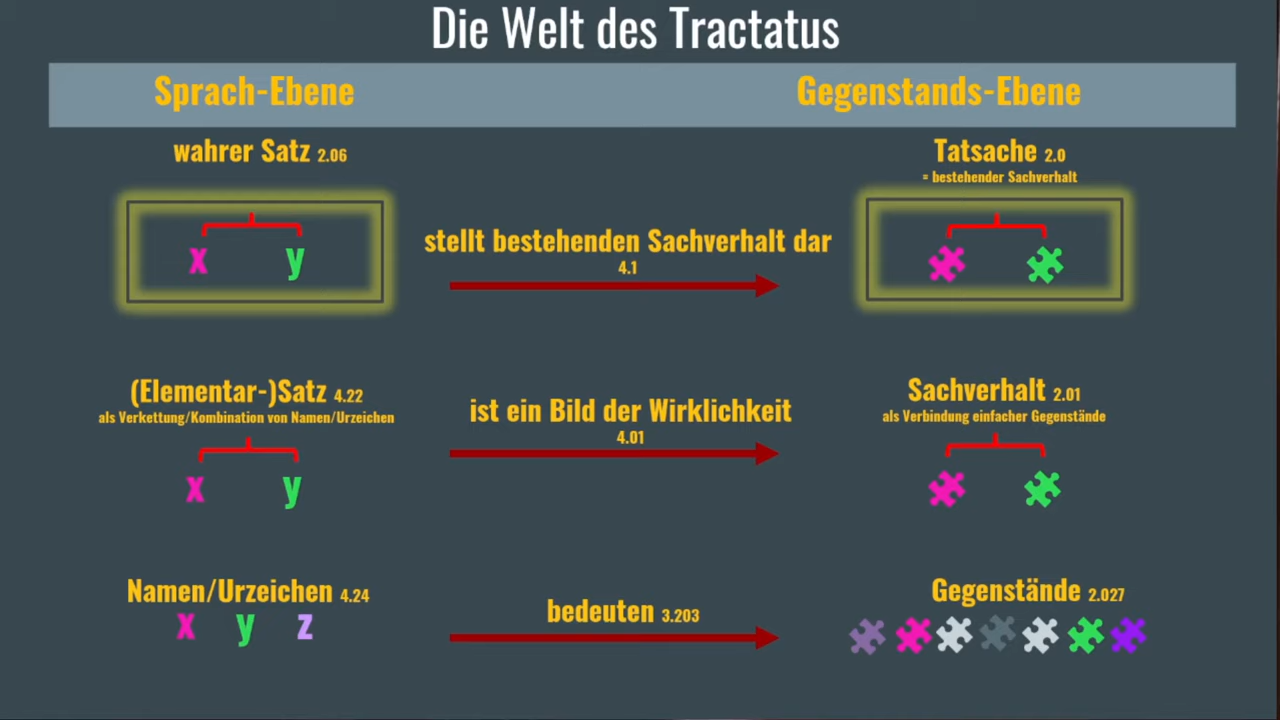 Die Welt des Tractatus
Sprach-Ebene
Gegenstands-Ebene
wahrer Satz 2.06
Tatsache 2.0
= bestehender Sachverhalt
x y
stellt bestehenden Sachverhalt dar
4.1
(Elementar-)Satz 4.22
als Verkettung/Kombination von Namen/Urzeichen
x y
ist ein Bild der Wirklichkeit
4.01
Sachverhalt 2.01
als Verbindung einfacher Gegenstände
Namen/Urzeichen 4.24
x y z
bedeuten 3.203
Gegenstände 2.027